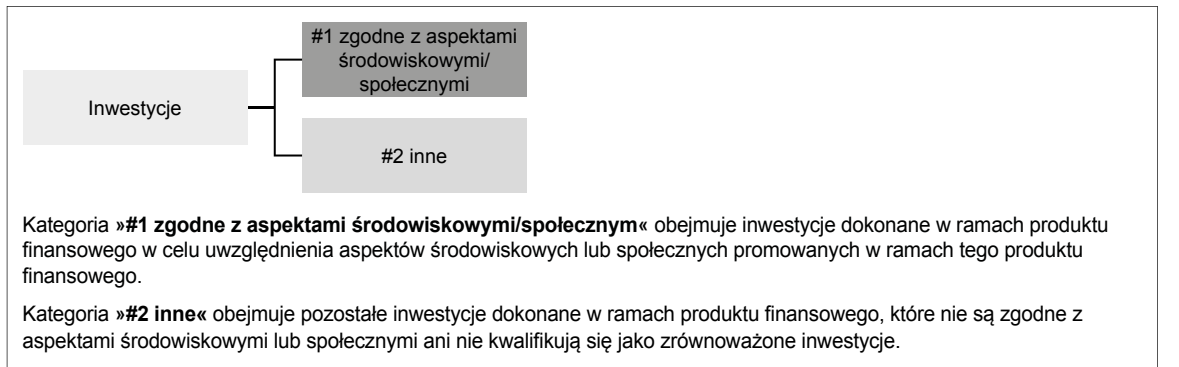 #1 zgodne z aspektami
środowiskowymi/
społecznymi
Inwestycje
#2 inne
Kategoria »#1 zgodne z aspektami środowiskowymi/społecznym« obejmuje inwestycje dokonane w ramach produktu
finansowego w celu uwzględnienia aspektów środowiskowych lub społecznych promowanych w ramach tego produktu
finansowego.
Kategoria »#2 inne« obejmuje pozostałe inwestycje dokonane w ramach produktu finansowego, które nie są zgodne z
aspektami środowiskowymi lub społecznymi ani nie kwalifikują się jako zrównoważone inwestycje.